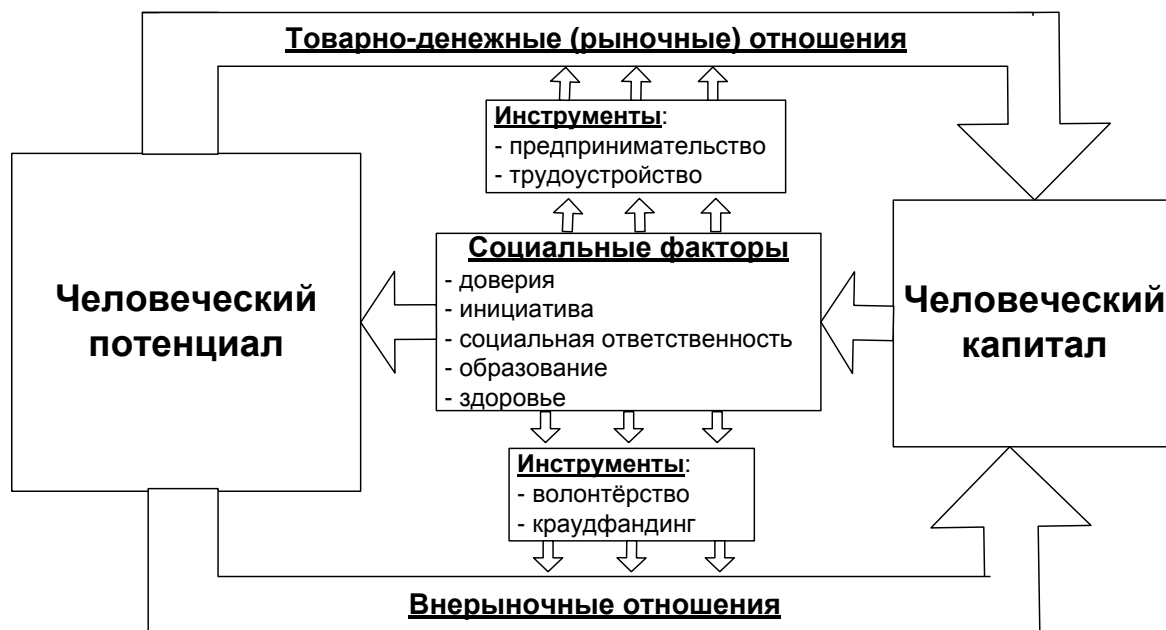 Товарно-денежные (рыночные) отношения
Инструменты:
- предпринимательство
- трудоустройство
Социальные факторы
- доверия
- инициатива
- социальная ответственность
- образование
- здоровье
Человеческий
потенциал
Человеческий
капитал
Инструменты:
- волонтёрство
- краудфандинг
Внерыночные отношения